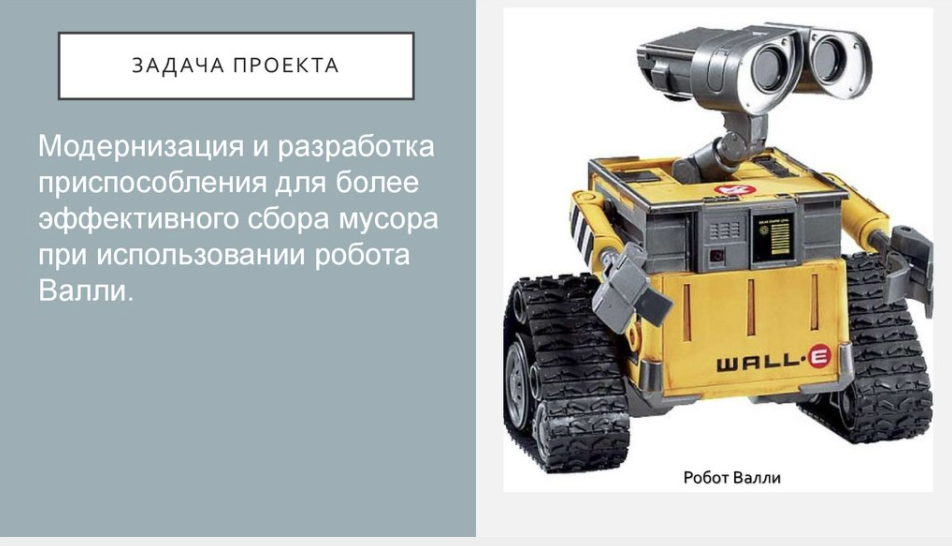 ЗАДАЧА ПРОЕКТА
Модернизация и разработка
приспособления для более
эффективного сбора мусора
при использовании робота
Валли.
WALL·E
Робот Валли